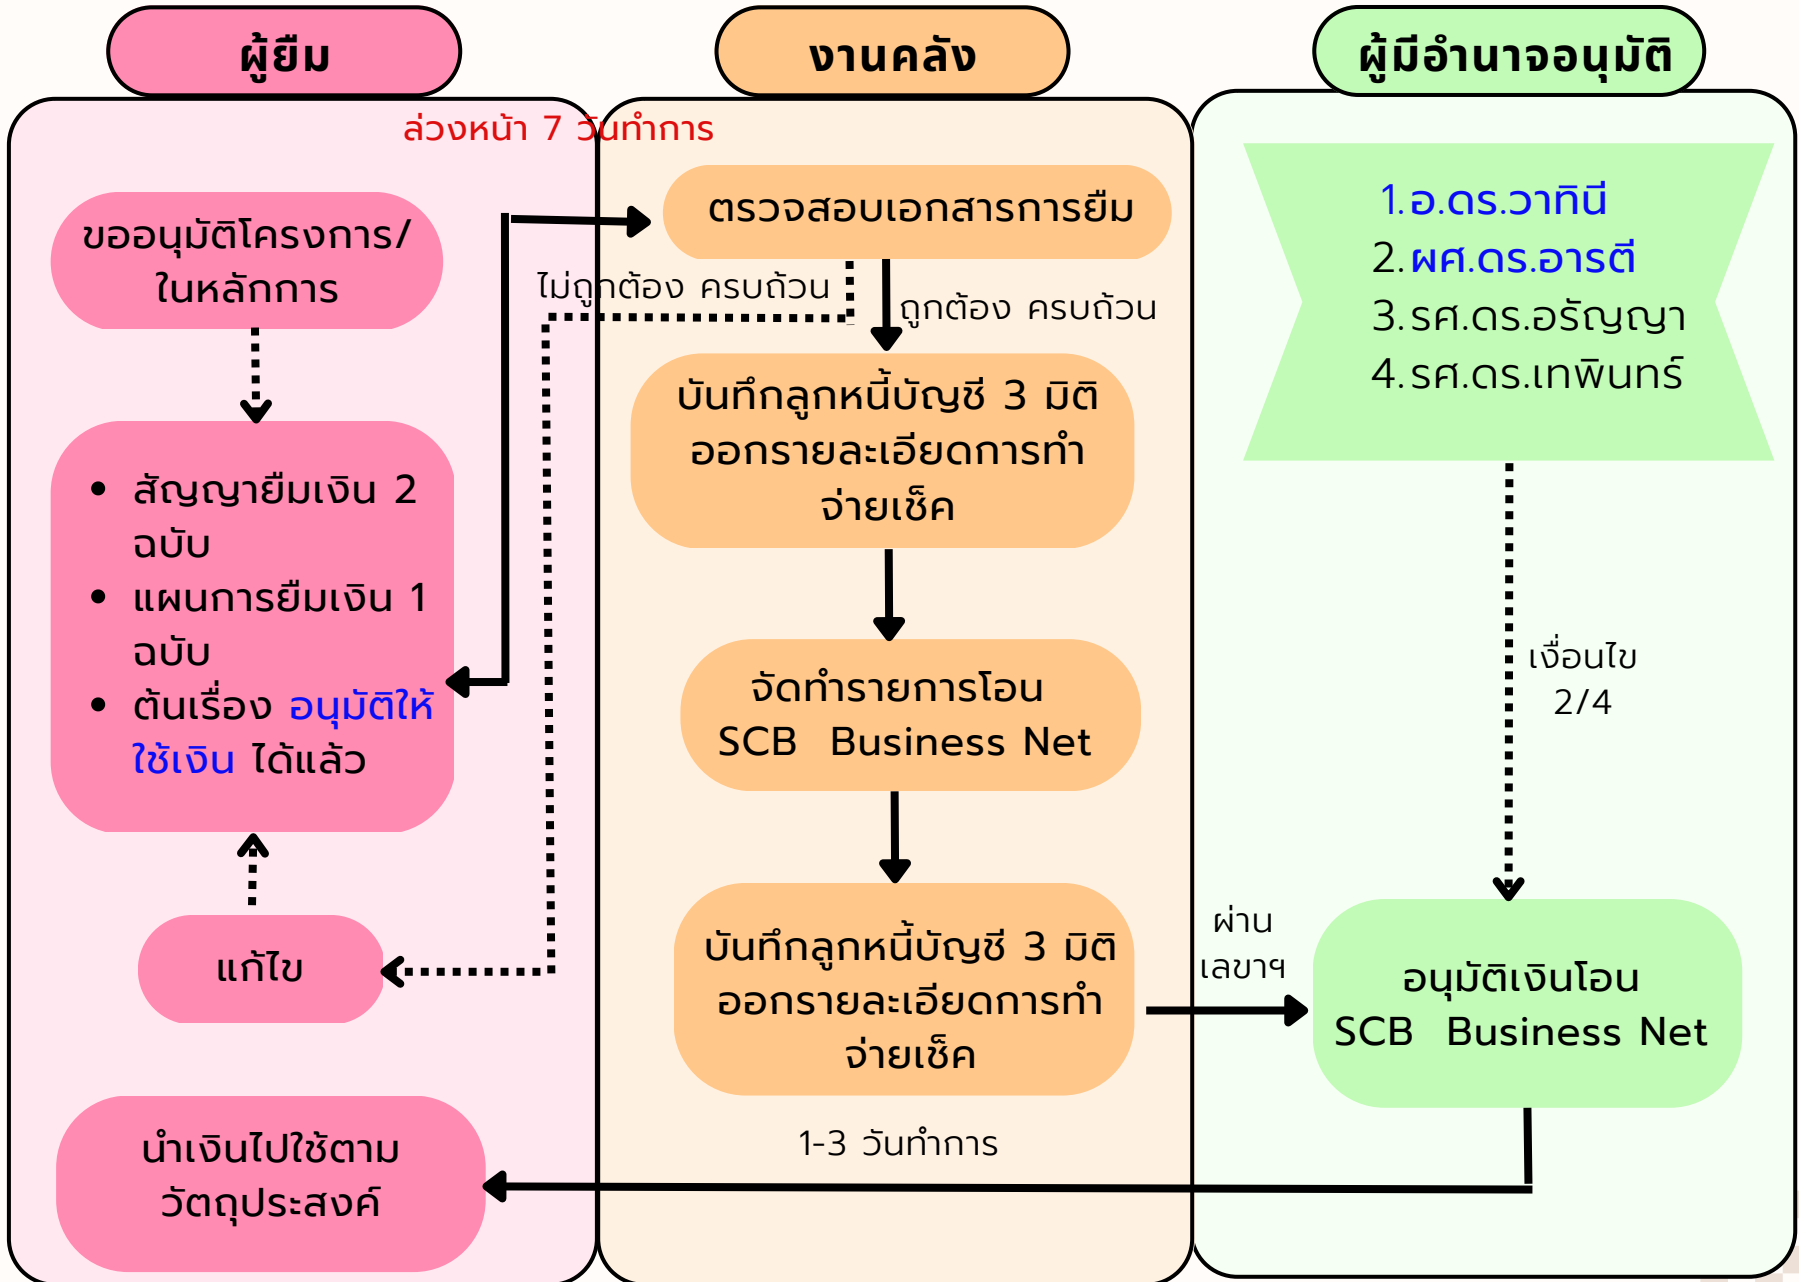 ผู้ยืม
งานคลัง
ผู้มีอำนาจอนุมัติ
ล่วงหน้า 7 วันทำการ
ขออนุมัติโครงการ/
ในหลักการ
• สัญญายืมเงิน 2
ฉบับ
• แผนการยืมเงิน 1
ฉบับ
• ต้นเรื่อง อนุมัติให้
ใช้เงิน ได้แล้ว
แก้ไข
นำเงินไปใช้ตาม
วัตถุประสงค์
ตรวจสอบเอกสารการยืม
ไม่ถูกต้อง ครบถ้วน
ถูกต้อง ครบถ้วน
บันทึกลูกหนี้บัญชี 3 มิติ
ออกรายละเอียดการทำ
จ่ายเช็ค
จัดทำรายการโอน
SCB Business Net
บันทึกลูกหนี้บัญชี 3 มิติ
ออกรายละเอียดการทำ
จ่ายเช็ค
1-3 วันทำการ
ผ่าน
เลขาฯ
1.อ.ดร.วาทินี
2.ผศ.ดร.อารตี
3.รศ.ดร.อรัญญา
4.รศ.ดร.เทพินทร์
เงื่อนไข
2/4
อนุมัติเงินโอน
SCB Business Net